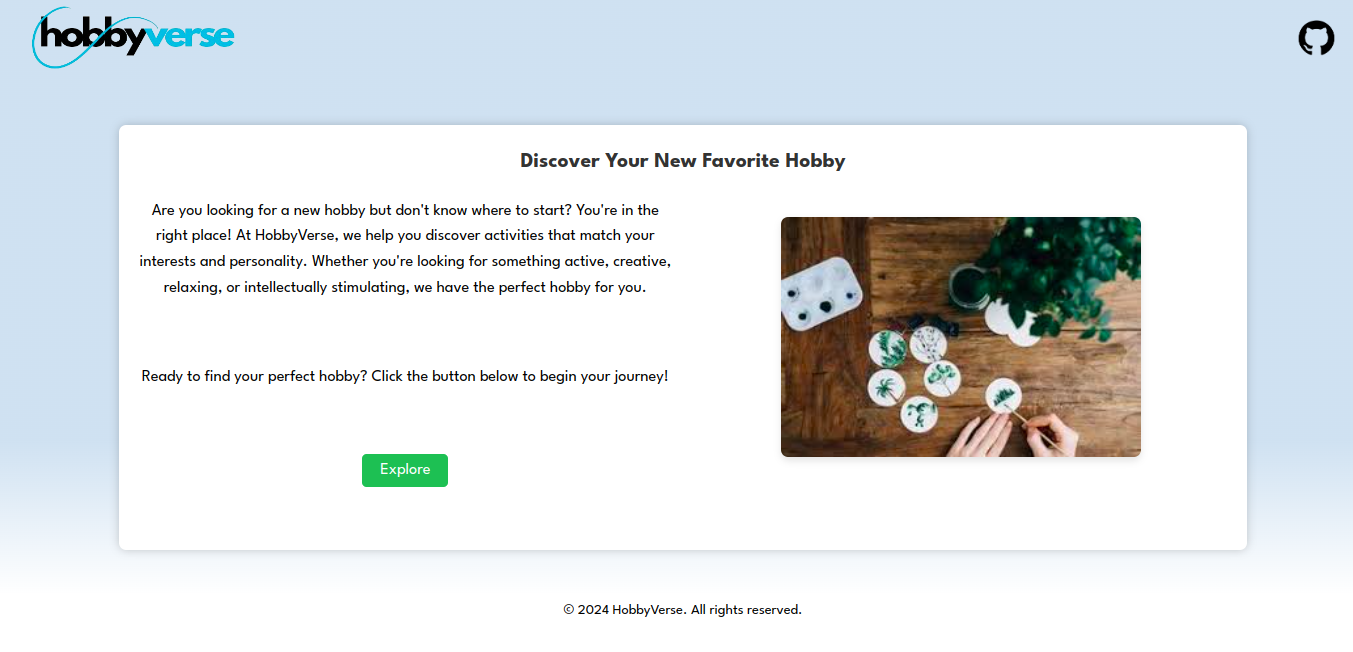 hobbyverse
Discover Your New Favorite Hobby
Are you looking for a new hobby but don't know where to start? You're in the
right place! At HobbyVerse, we help you discover activities that match your
interests and personality. Whether you're looking for something active, creative,
relaxing, or intellectually stimulating, we have the perfect hobby for you.
Ready to find your perfect hobby? Click the button below to begin your journey!
Explore
© 2024 HobbyVerse. All rights reserved.